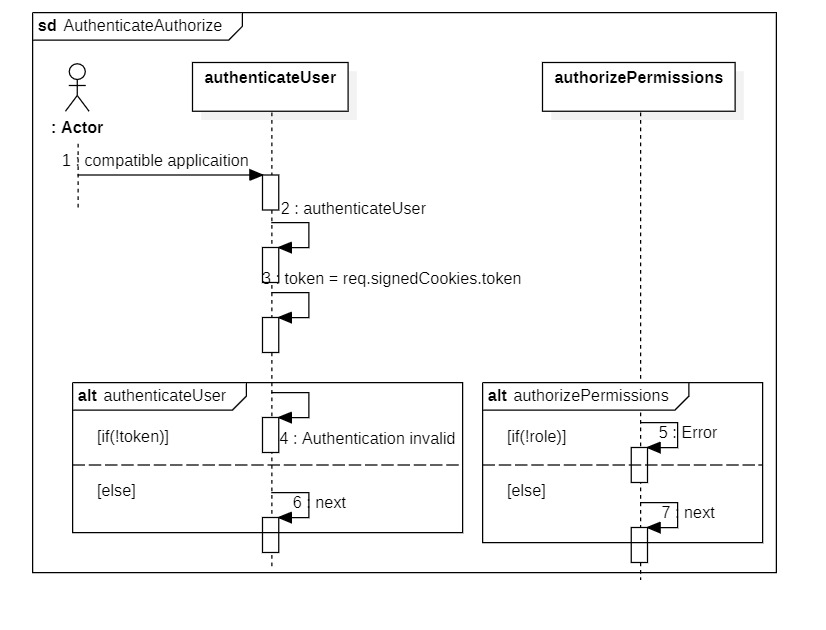 sd AuthenticateAuthorize
authenticateUser
authorizePermissions
: Actor
1 : compatible applicaition
2 : authenticateUser
3 : token = req.signedCookies.token
alt authenticateUser
alt authorizePermissions
[if(!token)]
4 : Authentication invalid
[if(!role)]
5 : Error
[else]
6 : next
[else]
7 : next